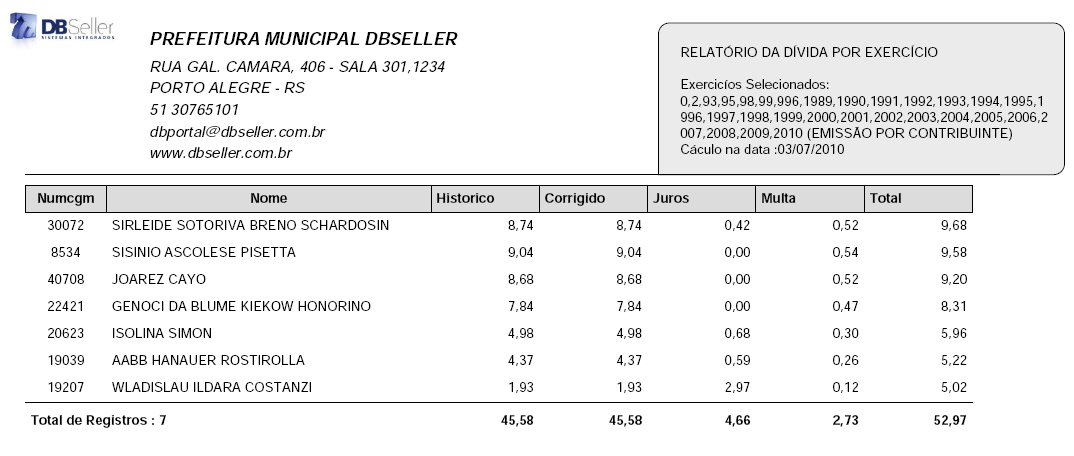 DBSeller
SISTEMAS INTEGRADOS
PREFEITURA MUNICIPAL DBSELLER
RUA GAL. CAMARA, 406 - SALA 301,1234
PORTO ALEGRE - RS
51 30765101
dbportal@dbseller.com.br
www.dbseller.com.br
RELATÓRIO DA DÍVIDA POR EXERCÍCIO
Exercicíos Selecionados:
0,2,93,95,98,99,996,1989,1990,1991,1992,1993,1994,1995,1
996,1997,1998,1999,2000,2001,2002,2003,2004,2005,2006,2
007,2008,2009,2010 (EMISSÃO POR CONTRIBUINTE)
Cáculo na data :03/07/2010
Numcgm Nome Historico Corrigido Juros Multa Total
30072 SIRLEIDE SOTORIVA BRENO SCHARDOSIN 8,74 8,74 0,42 0,52 9,68
8534 SISINIO ASCOLESE PISETTA 9,04 9,04 0,00 0,54 9,58
40708 JOAREZ CAYO 8,68 8,68 0,00 0,52 9,20
22421 GENOCI DA BLUME KIEKOW HONORINO 7,84 7,84 0,00 0,47 8,31
20623 ISOLINA SIMON 4,98 4,98 0,68 0,30 5,96
19039 AABB HANAUER ROSTIROLLA 4,37 4,37 0,59 0,26 5,22
19207 WLADISLAU ILDARA COSTANZI 1,93 1,93 2,97 0,12 5,02
Total de Registros : 7 45,58 45,58 4,66 2,73 52,97